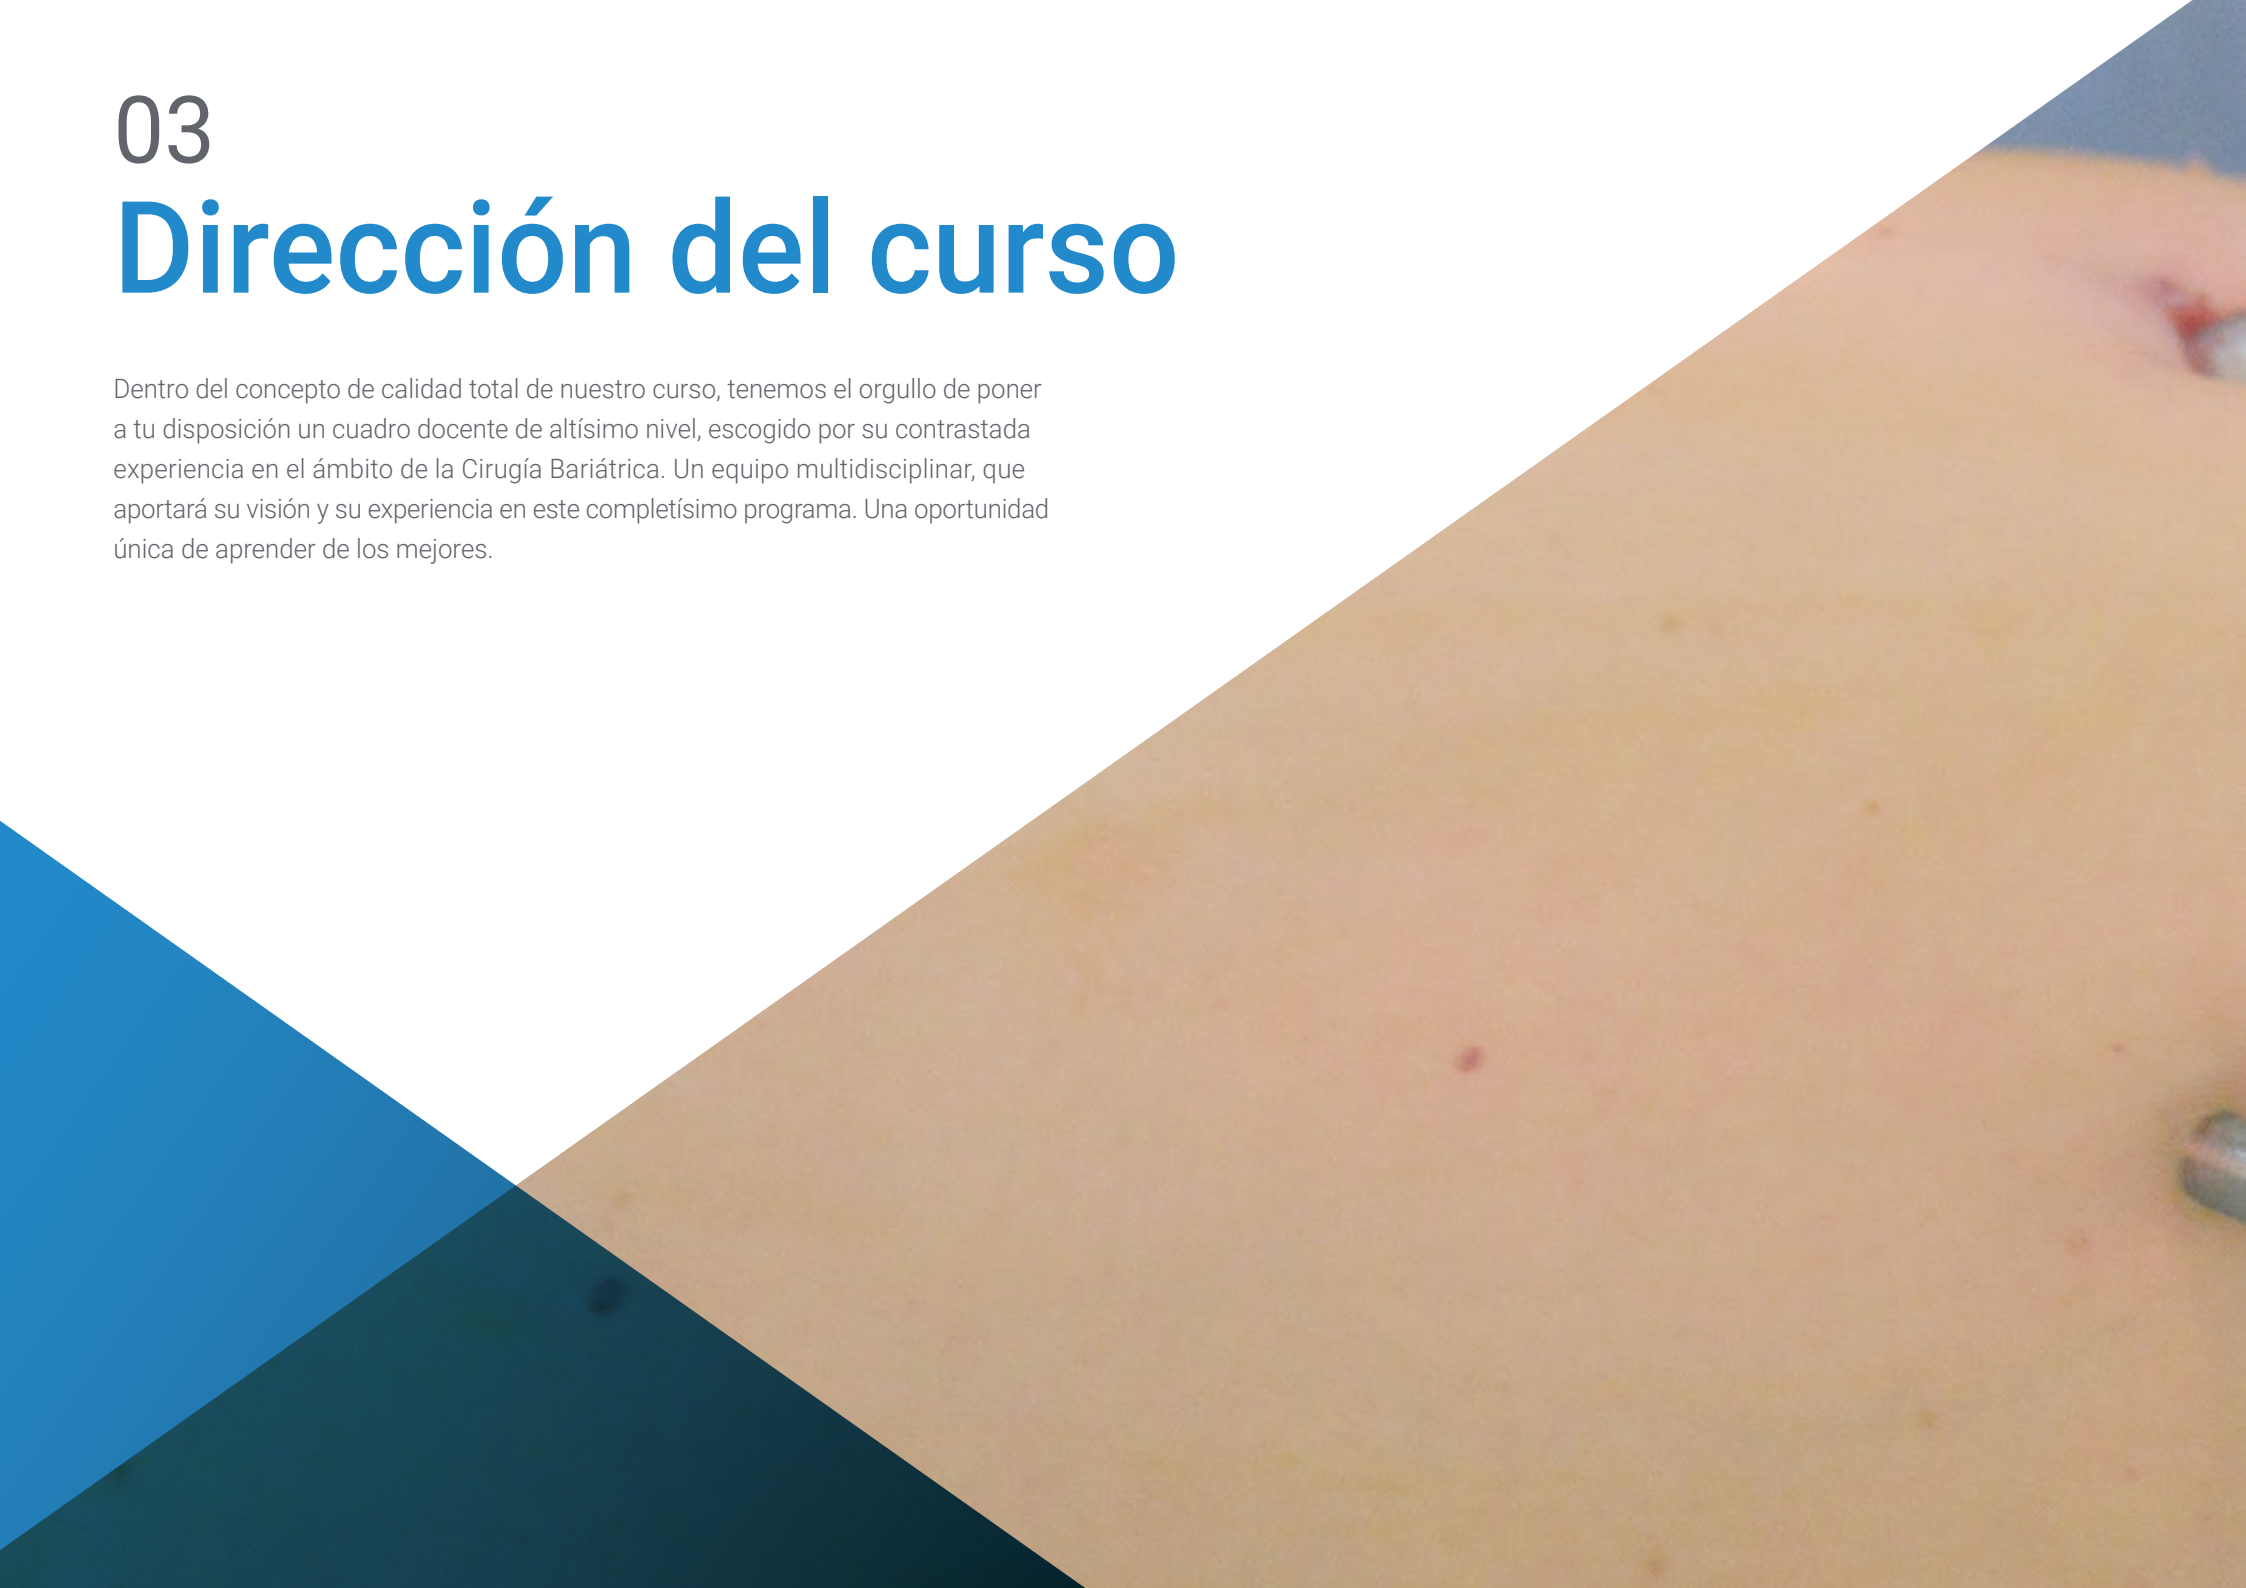 03
Dirección del curso
Dentro del concepto de calidad total de nuestro curso, tenemos el orgullo de poner
a tu disposición un cuadro docente de altísimo nivel, escogido por su contrastada
experiencia en el ámbito de la Cirugía Bariátrica. Un equipo multidisciplinar, que
aportará su visión y su experiencia en este completísimo programa. Una oportunidad
única de aprender de los mejores.